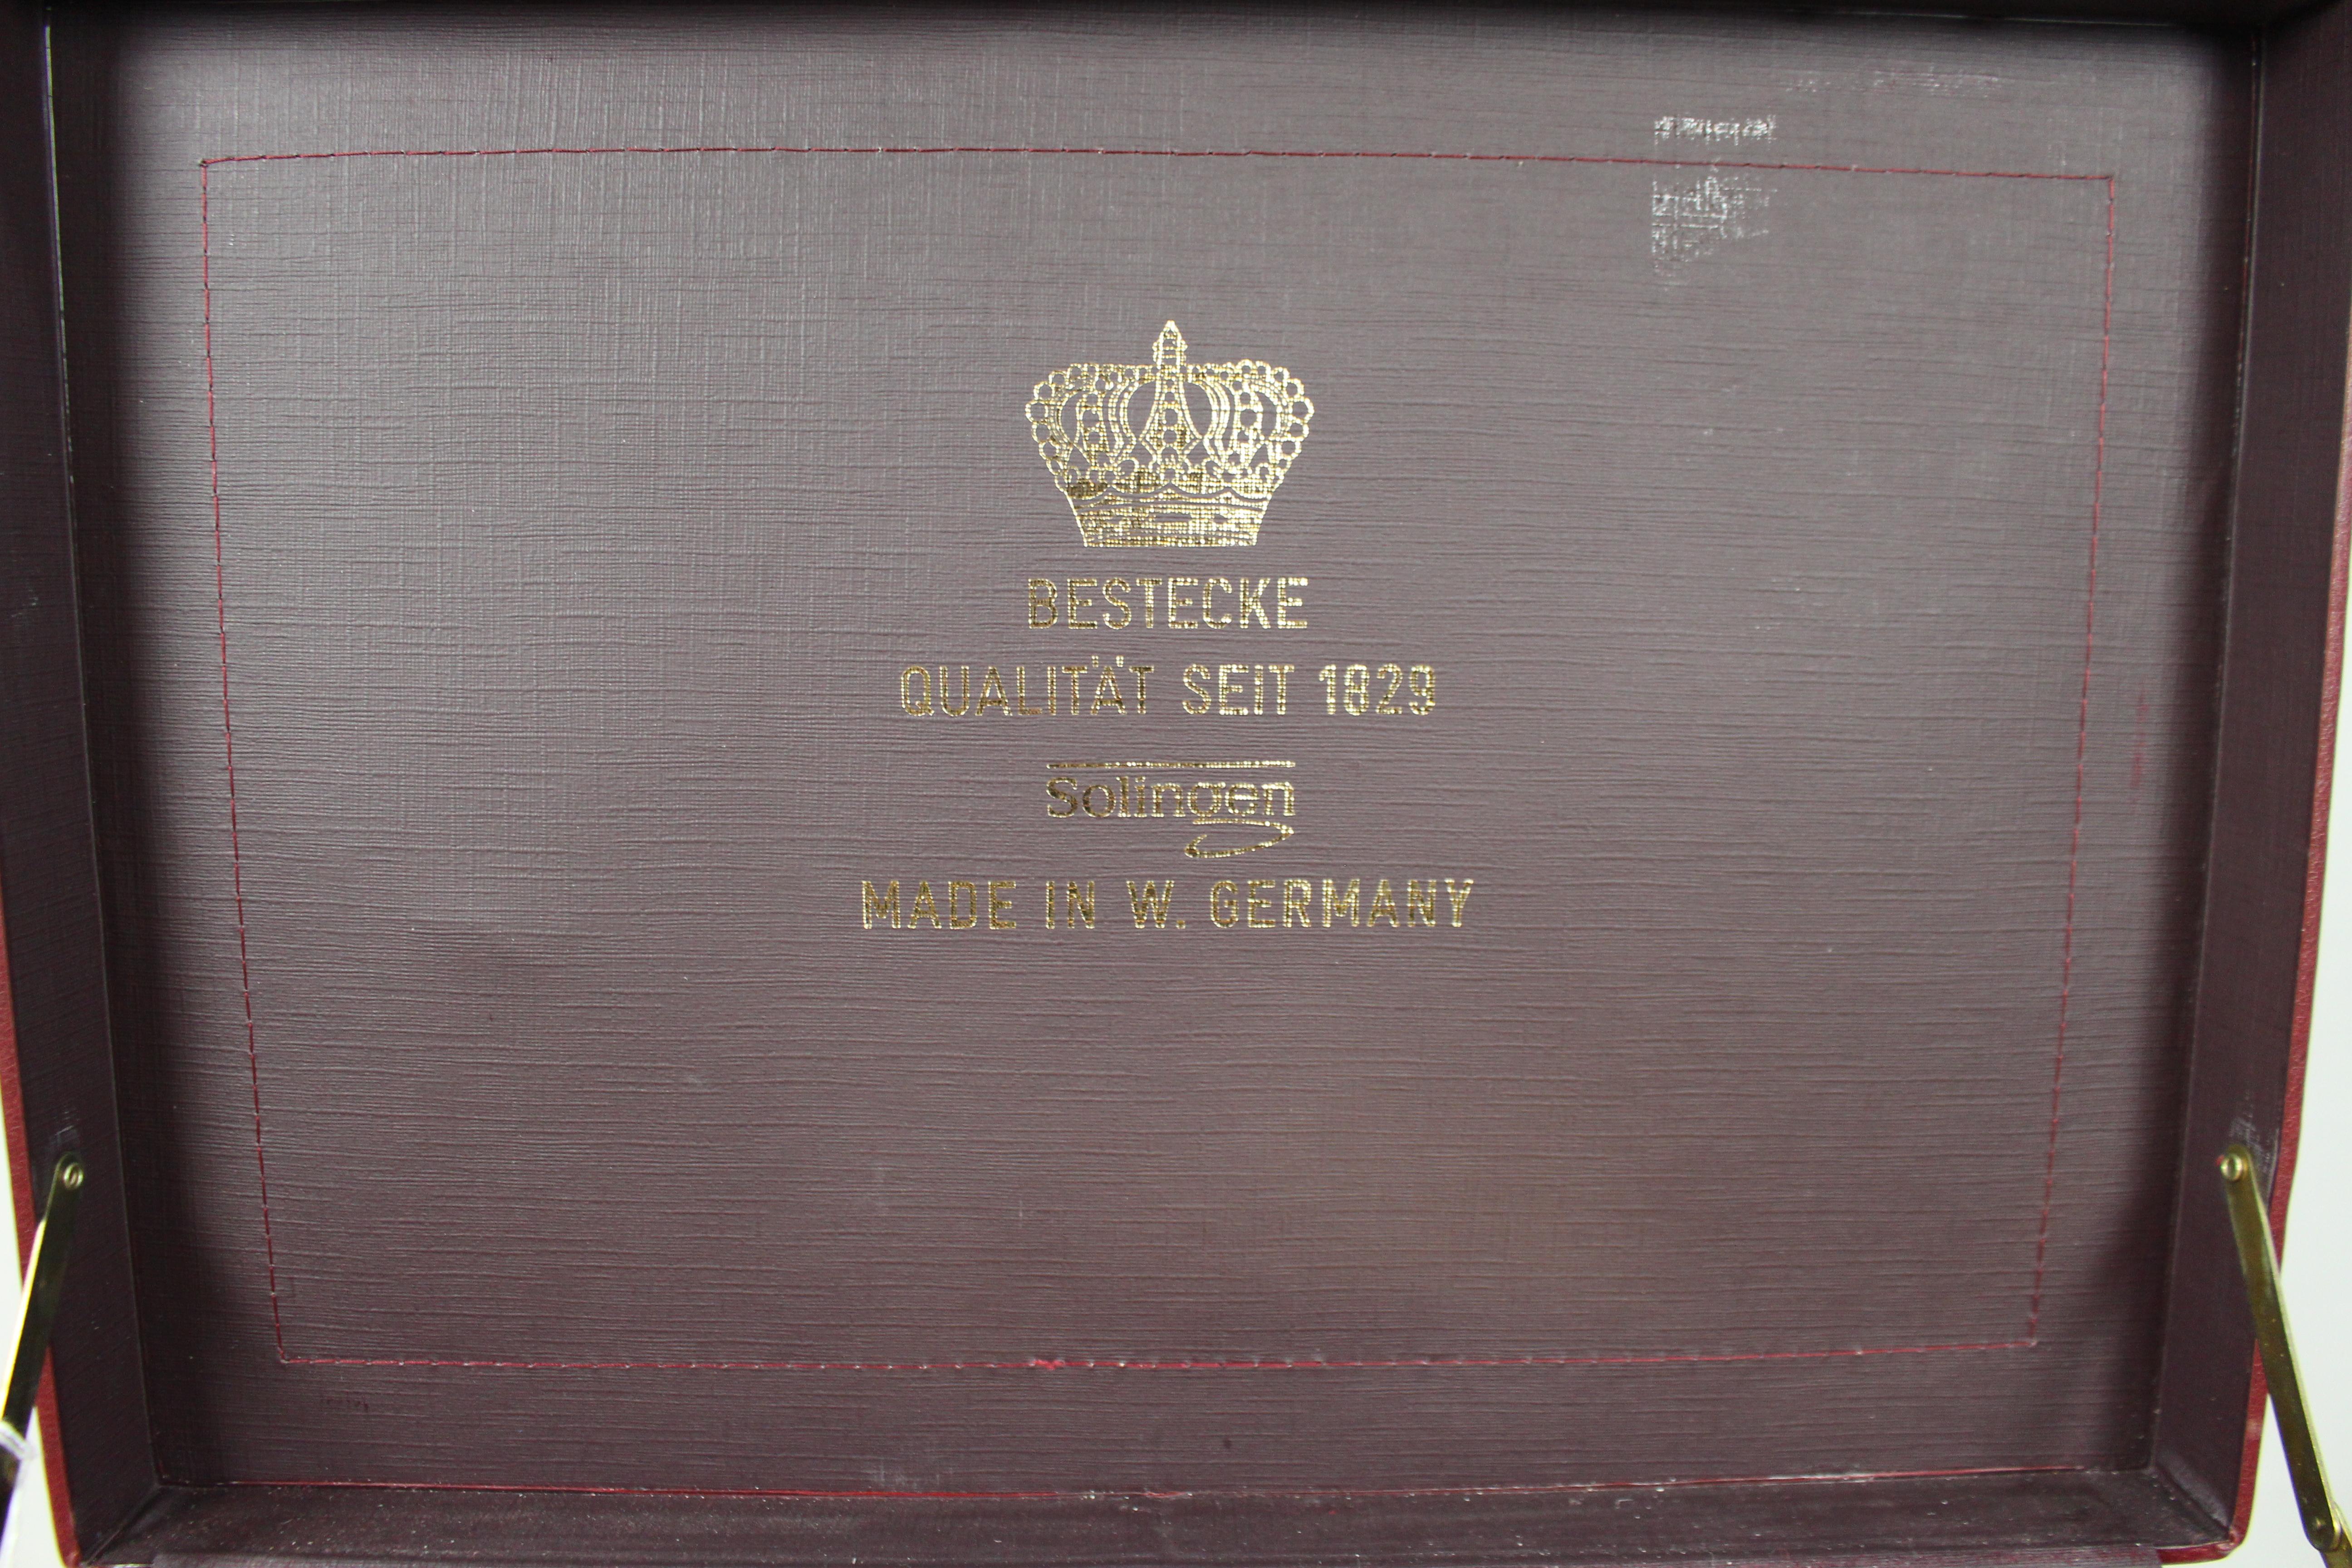 BESTECKE
QUALITÄT SEIT 1829
Solingen
MADE IN W. GERMANY